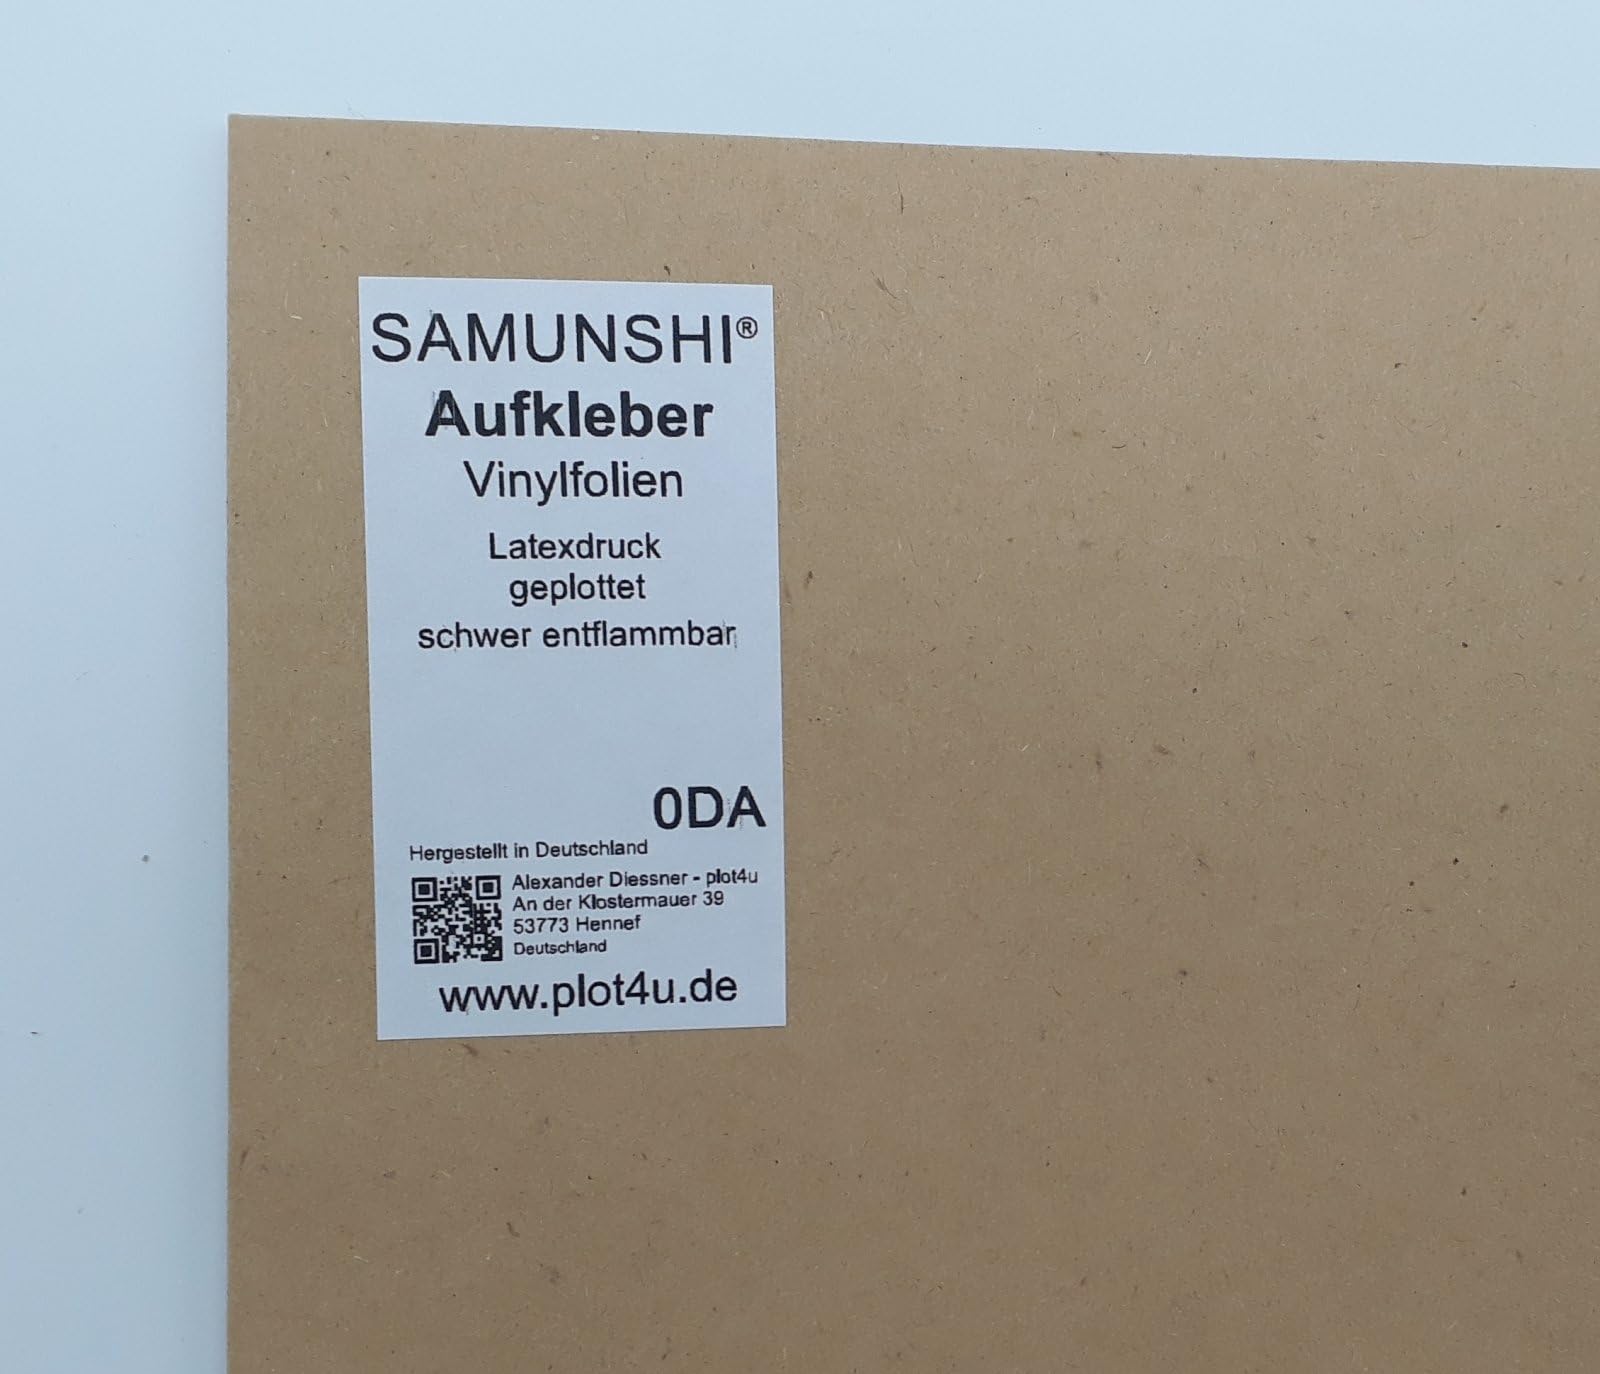 SAMUNSHI®
Aufkleber
Vinylfolien
Latexdruck
geplottet
schwer entflammbar
0DA
Hergestellt in Deutschland
Alexander Diessner - plot4u
An der Klostermauer 39
53773 Hennef
Deutschland
www.plot4u.de